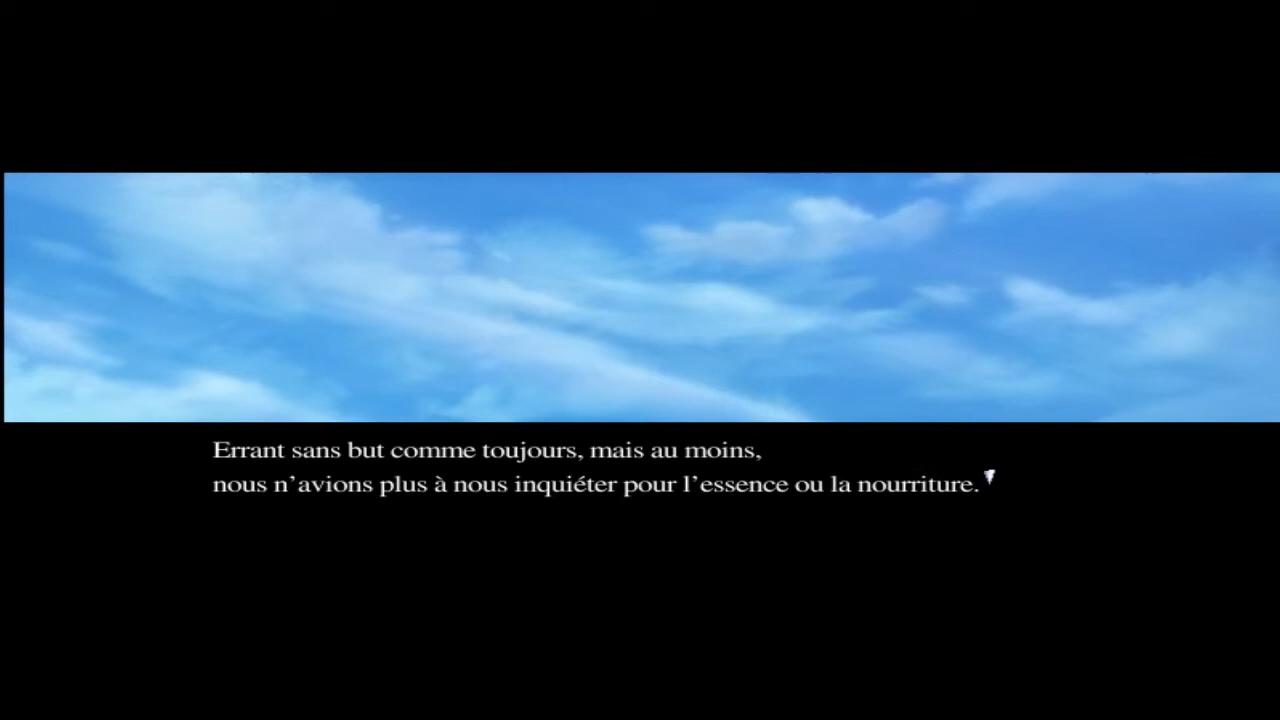 Errant sans but comme toujours, mais au moins,
nous n’avions plus à nous inquiéter pour l’essence ou la nourriture.